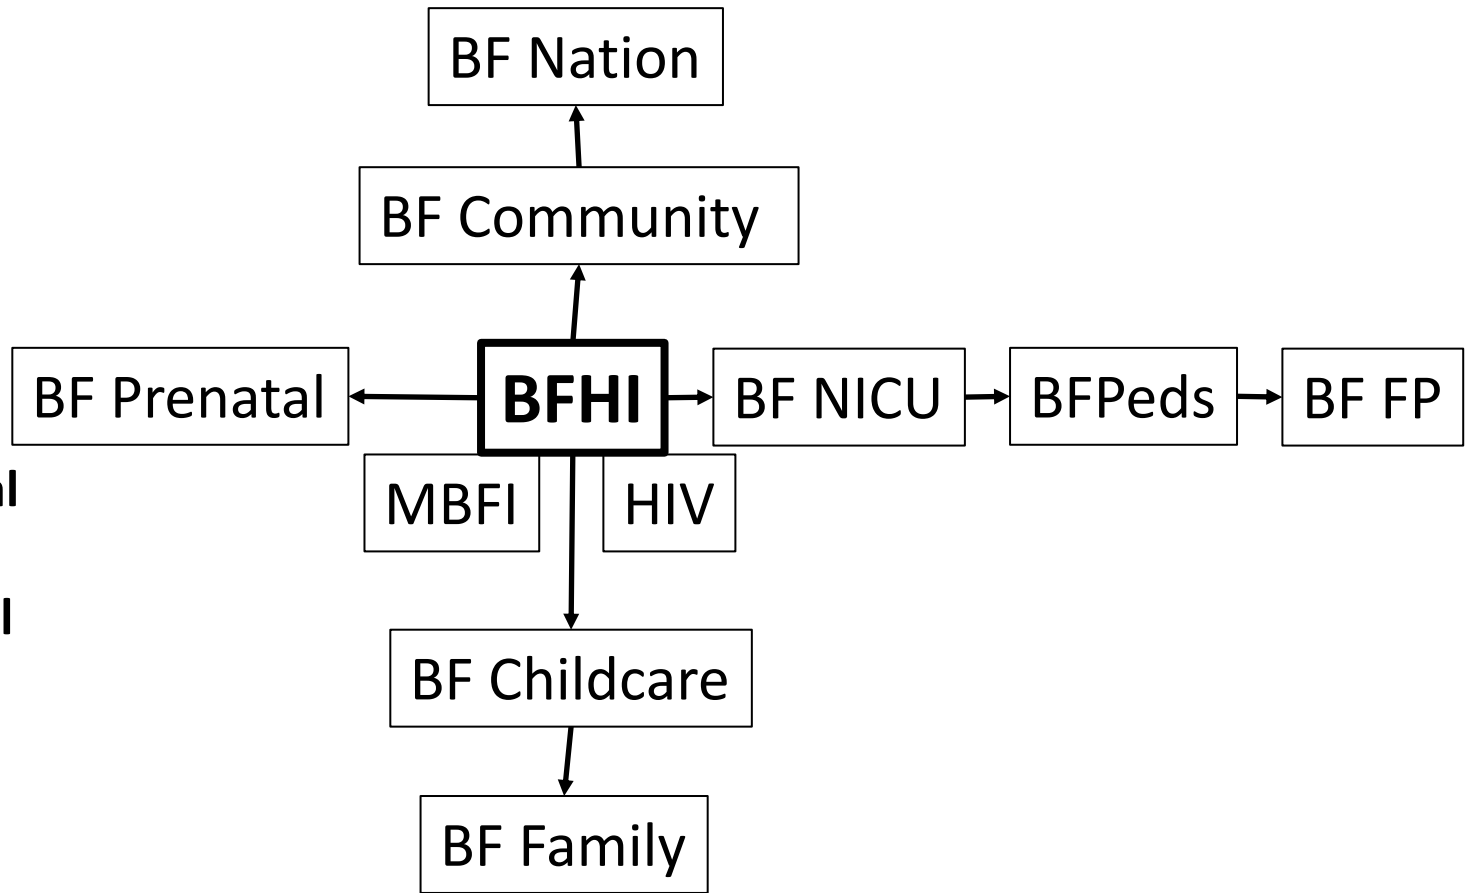 BF Nation
BF Community
BF Prenatal
BFHI
BF NICU
BFPeds
BF FP
MBFI
HIV
BF Childcare
BF Family